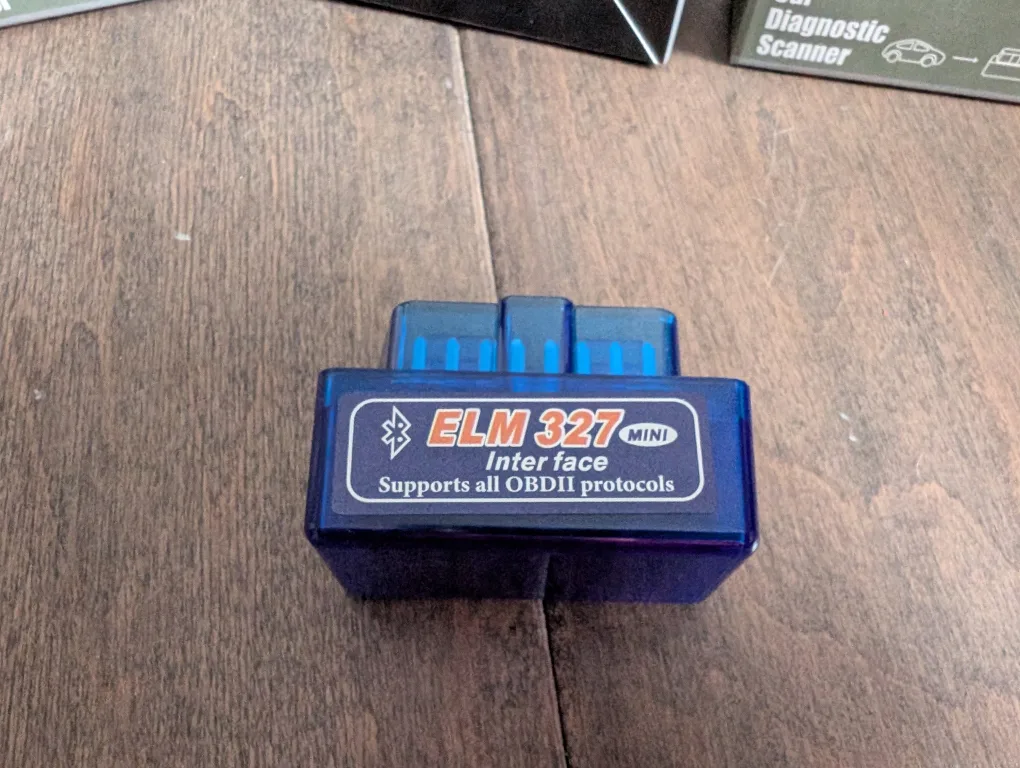 Diagnostic
Scanner
ELM 327 MINI
Inter face
Supports all OBDII protocols